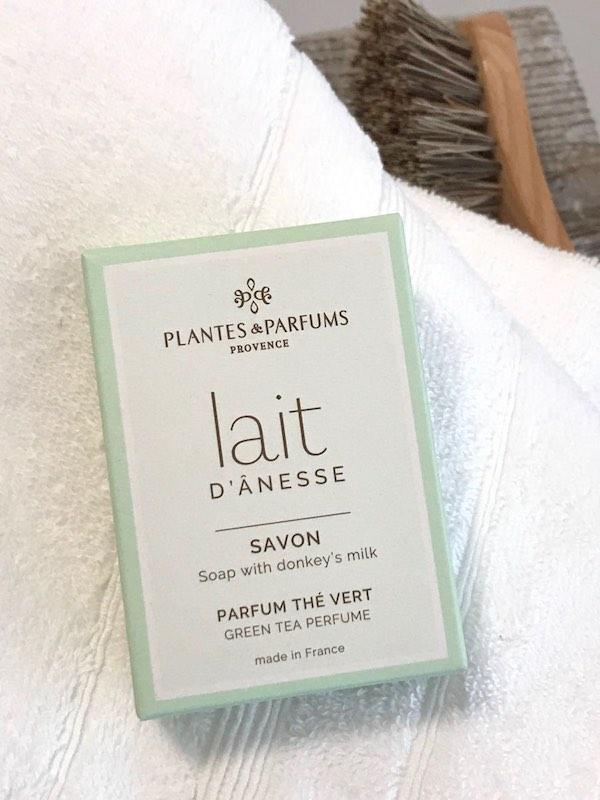 PLANTES & PARFUMS
PROVENCE
lait
D'ÂNESSE
SAVON
Soap with donkey's milk
PARFUM THÉ VERT
GREEN TEA PERFUME
made in France